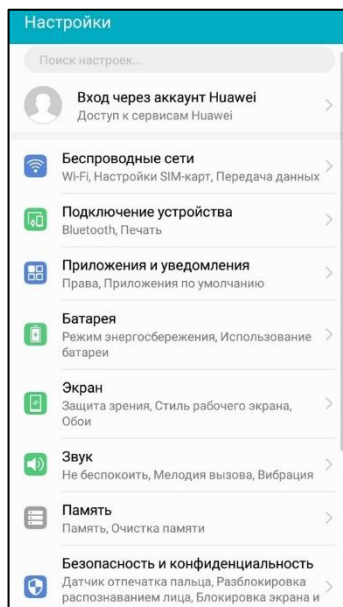 Настройки
Поиск настроек...
Вход через аккаунт Huawei
Доступ к сервисам Huawei
Беспроводные сети
Wi-Fi, Настройки SIM-карт, Передача данных
Подключение устройства
Bluetooth, Печать
Приложения и уведомления
Права, Приложения по умолчанию
Батарея
Режим энергосбережения, Использование
батареи
Экран
Защита зрения, Стиль рабочего экрана,
Обои
Звук
Не беспокоить, Мелодия вызова, Вибрация
Память
Память, Очистка памяти
Безопасность и конфиденциальность
Датчик отпечатка пальца, Разблокировка
распознаванием лица, Блокировка экрана и